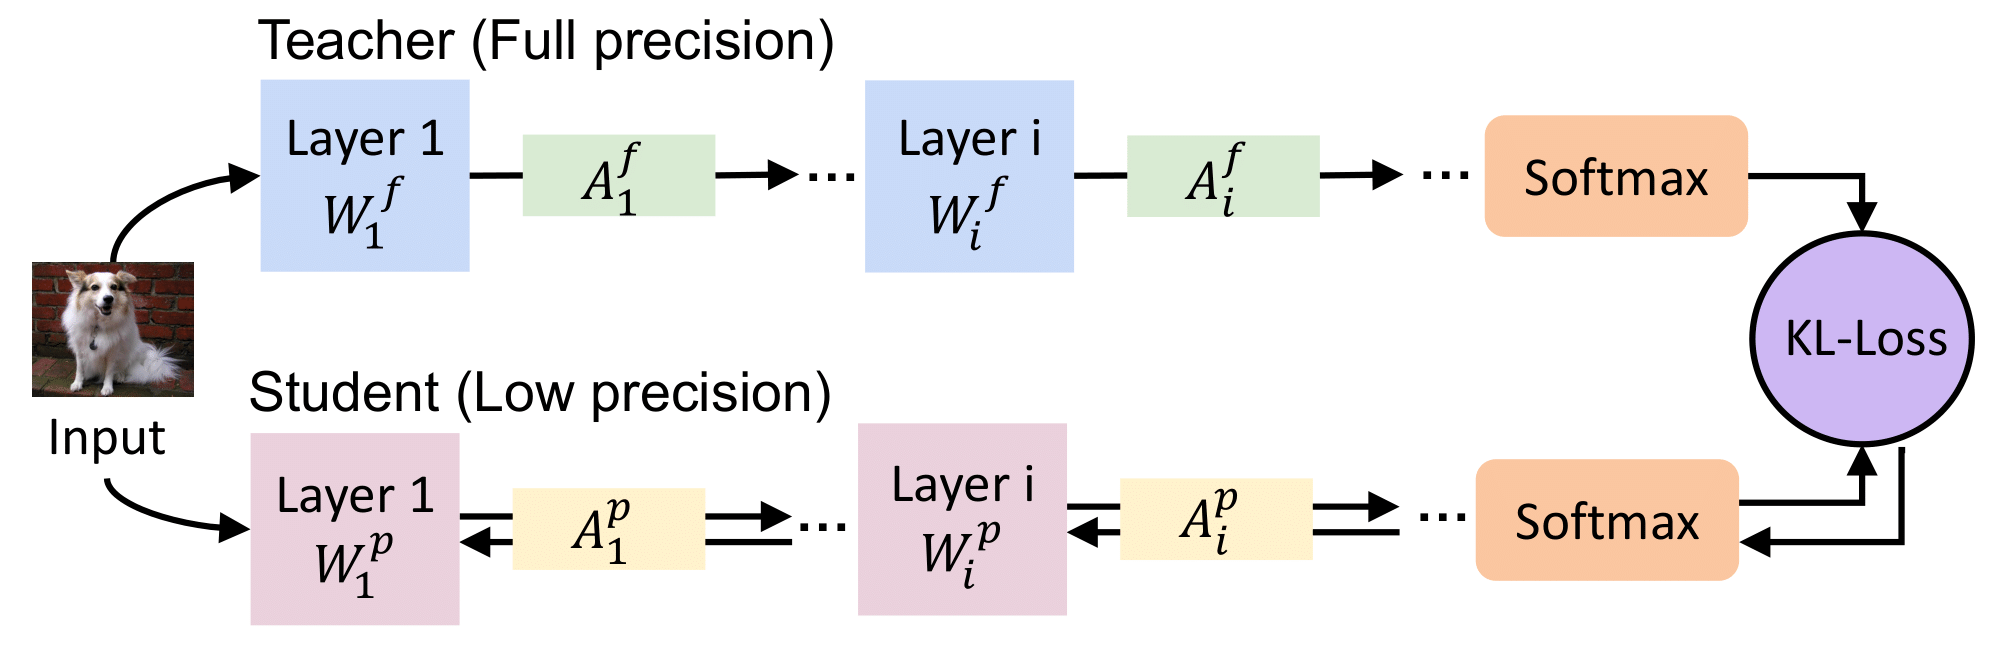 Teacher (Full precision)
Layer 1
W_1^f
A_1^f
...
Layer i
W_i^f
A_i^f
...
Softmax
KL-Loss
Input
Student (Low precision)
Layer 1
W_1^p
A_1^p
...
Layer i
W_i^p
A_i^p
...
Softmax